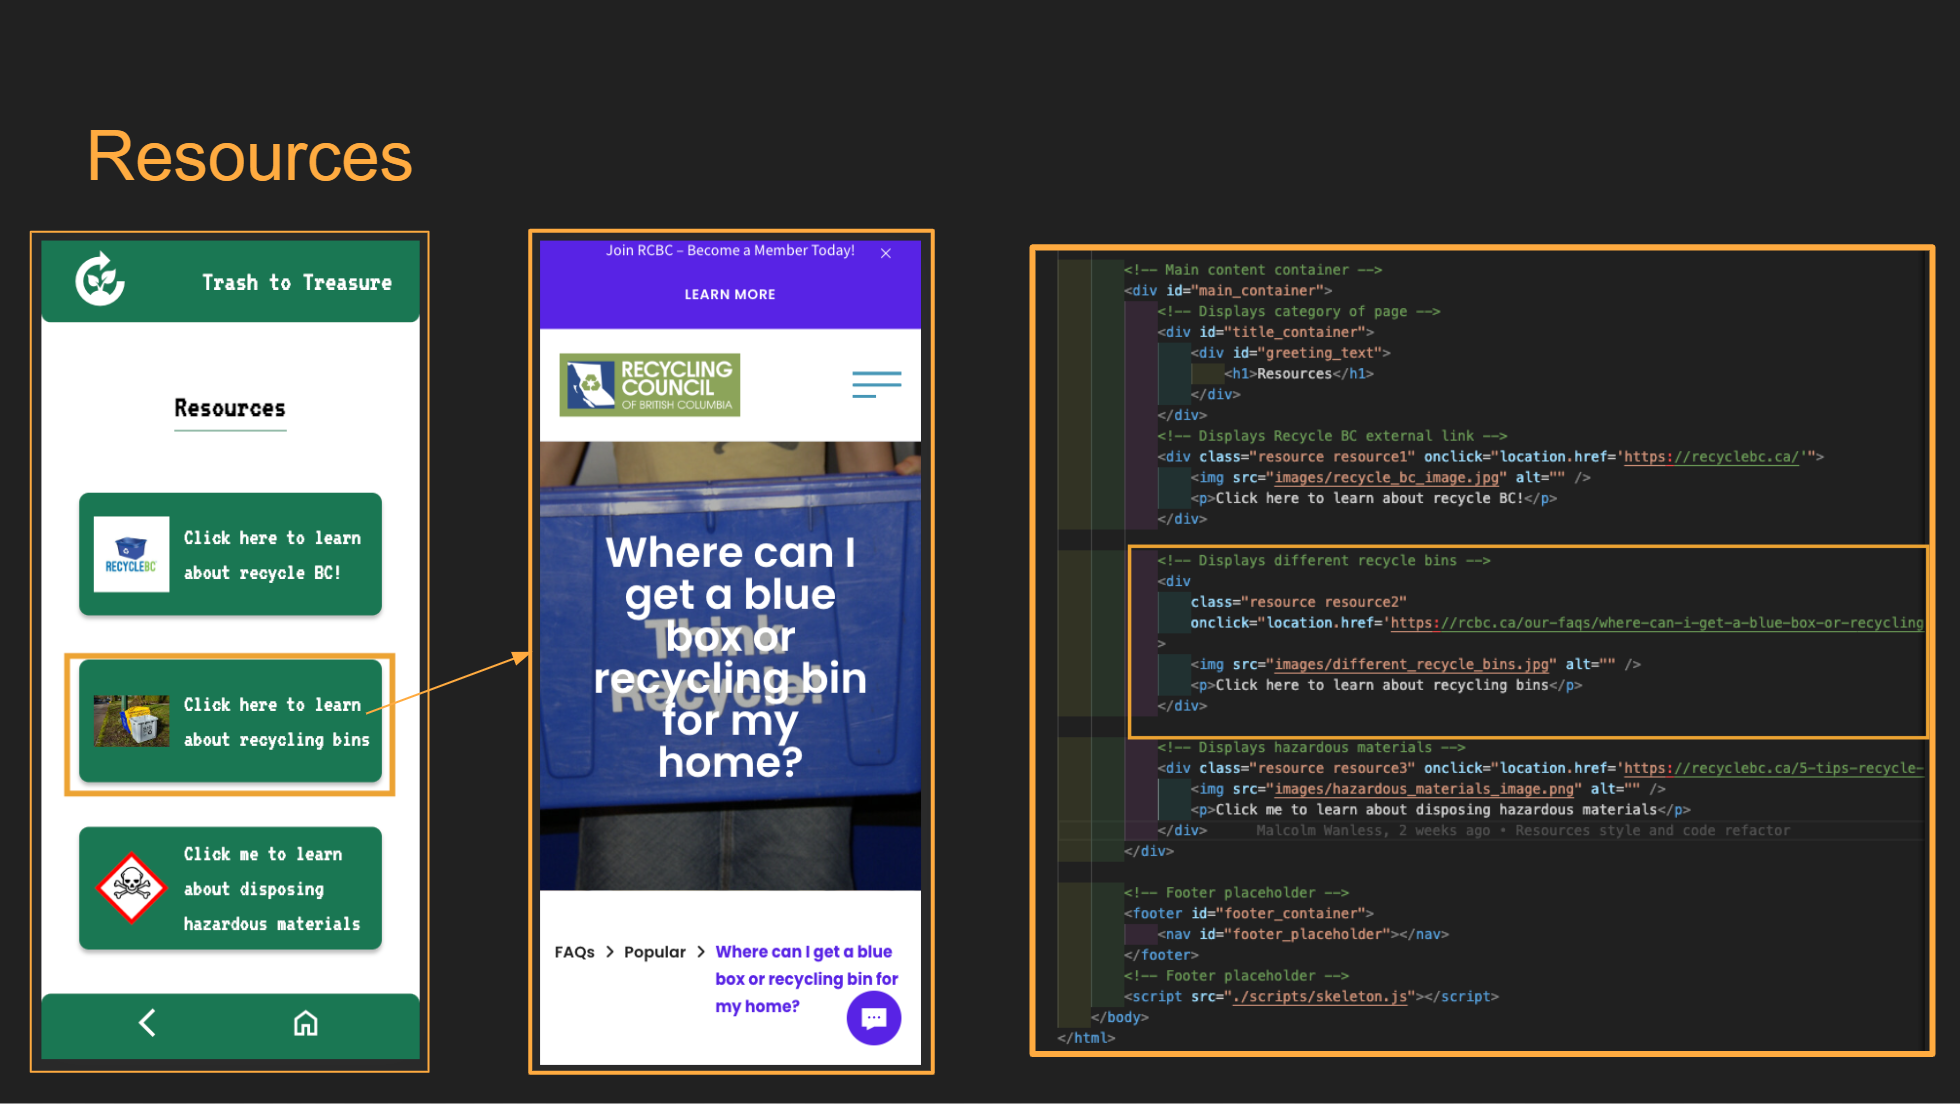 Resources
Trash to Treasure
Resources
RECYCLEBC
Click here to learn
about recycle BC!
Click here to learn
about recycling bins
Click me to learn
about disposing
hazardous materials
Join RCBC – Become a Member Today!
LEARN MORE
RECYCLING
COUNCIL
OF BRITISH COLUMBIA
Think
Recycle!
Where can I
get a blue
box or
recycling bin
for my
home?
FAQs > Popular > Where can I get a blue
box or recycling bin for
my home?
<!-- Main content container -->
<div id="main_container">
<!-- Displays category of page -->
<div id="title_container">
<div id="greeting_text">
<h1>Resources</h1>
</div>
</div>
<!-- Displays Recycle BC external link -->
<div class="resource resource1" onclick="location.href='https://recyclebc.ca/'">
<img src="images/recycle_bc_image.jpg" alt="" />
<p>Click here to learn about recycle BC!</p>
</div>
<!-- Displays different recycle bins -->
<div
class="resource resource2"
onclick="location.href='https://rcbc.ca/our-faqs/where-can-i-get-a-blue-box-or-recycling
>
<img src="images/different_recycle_bins.jpg" alt="" />
<p>Click here to learn about recycling bins</p>
</div>
<!-- Displays hazardous materials -->
<div class="resource resource3" onclick="location.href='https://recyclebc.ca/5-tips-recycle-
<img src="images/hazardous_materials_image.png" alt="" />
<p>Click me to learn about disposing hazardous materials</p>
</div> Malcolm Wanless, 2 weeks ago • Resources style and code refactor
</div>
<!-- Footer placeholder -->
<footer id="footer_container">
<nav id="footer_placeholder"></nav>
</footer>
<!-- Footer placeholder -->
<script src="./scripts/skeleton.js"></script>
</body>
</html>